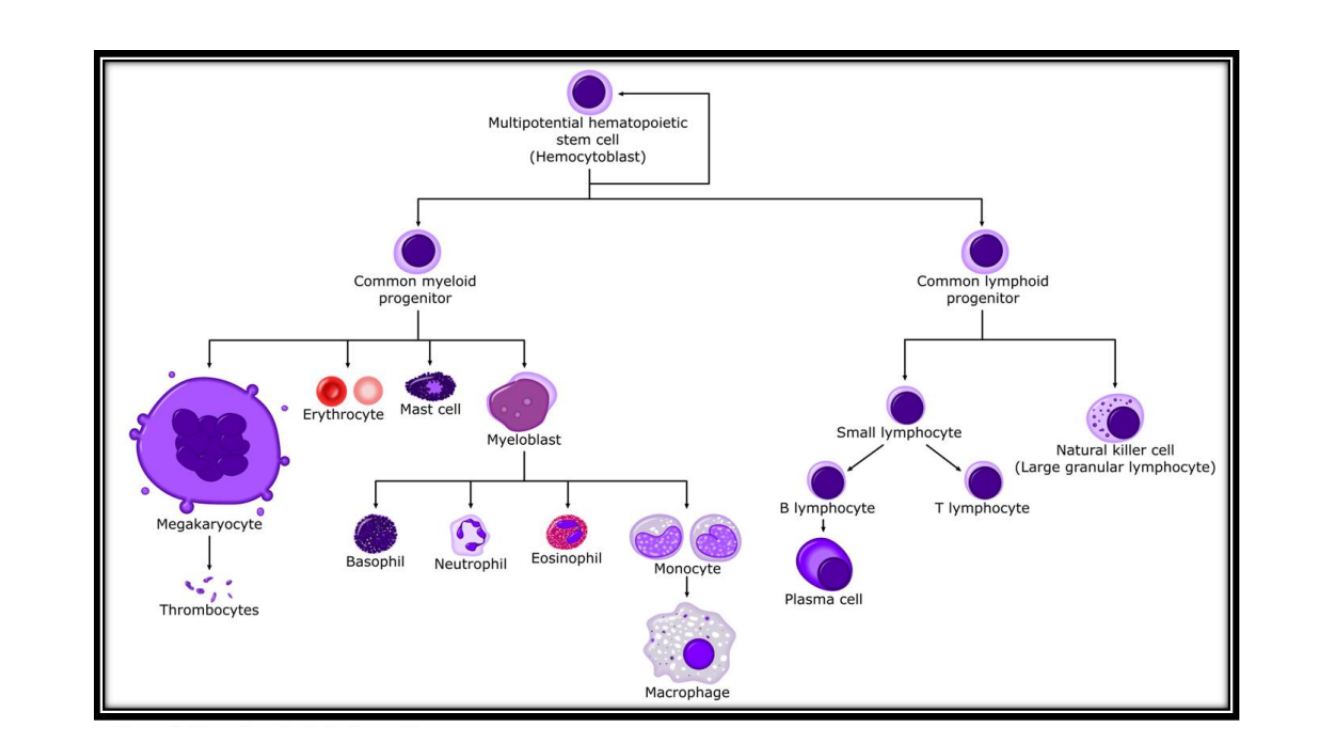 Multipotential hematopoietic
stem cell
(Hemocytoblast)
Common myeloid
progenitor
Common lymphoid
progenitor
Megakaryocyte
Thrombocytes
Erythrocyte
Mast cell
Myeloblast
Basophil
Neutrophil
Eosinophil
Monocyte
Macrophage
Small lymphocyte
Natural killer cell
(Large granular lymphocyte)
B lymphocyte
T lymphocyte
Plasma cell